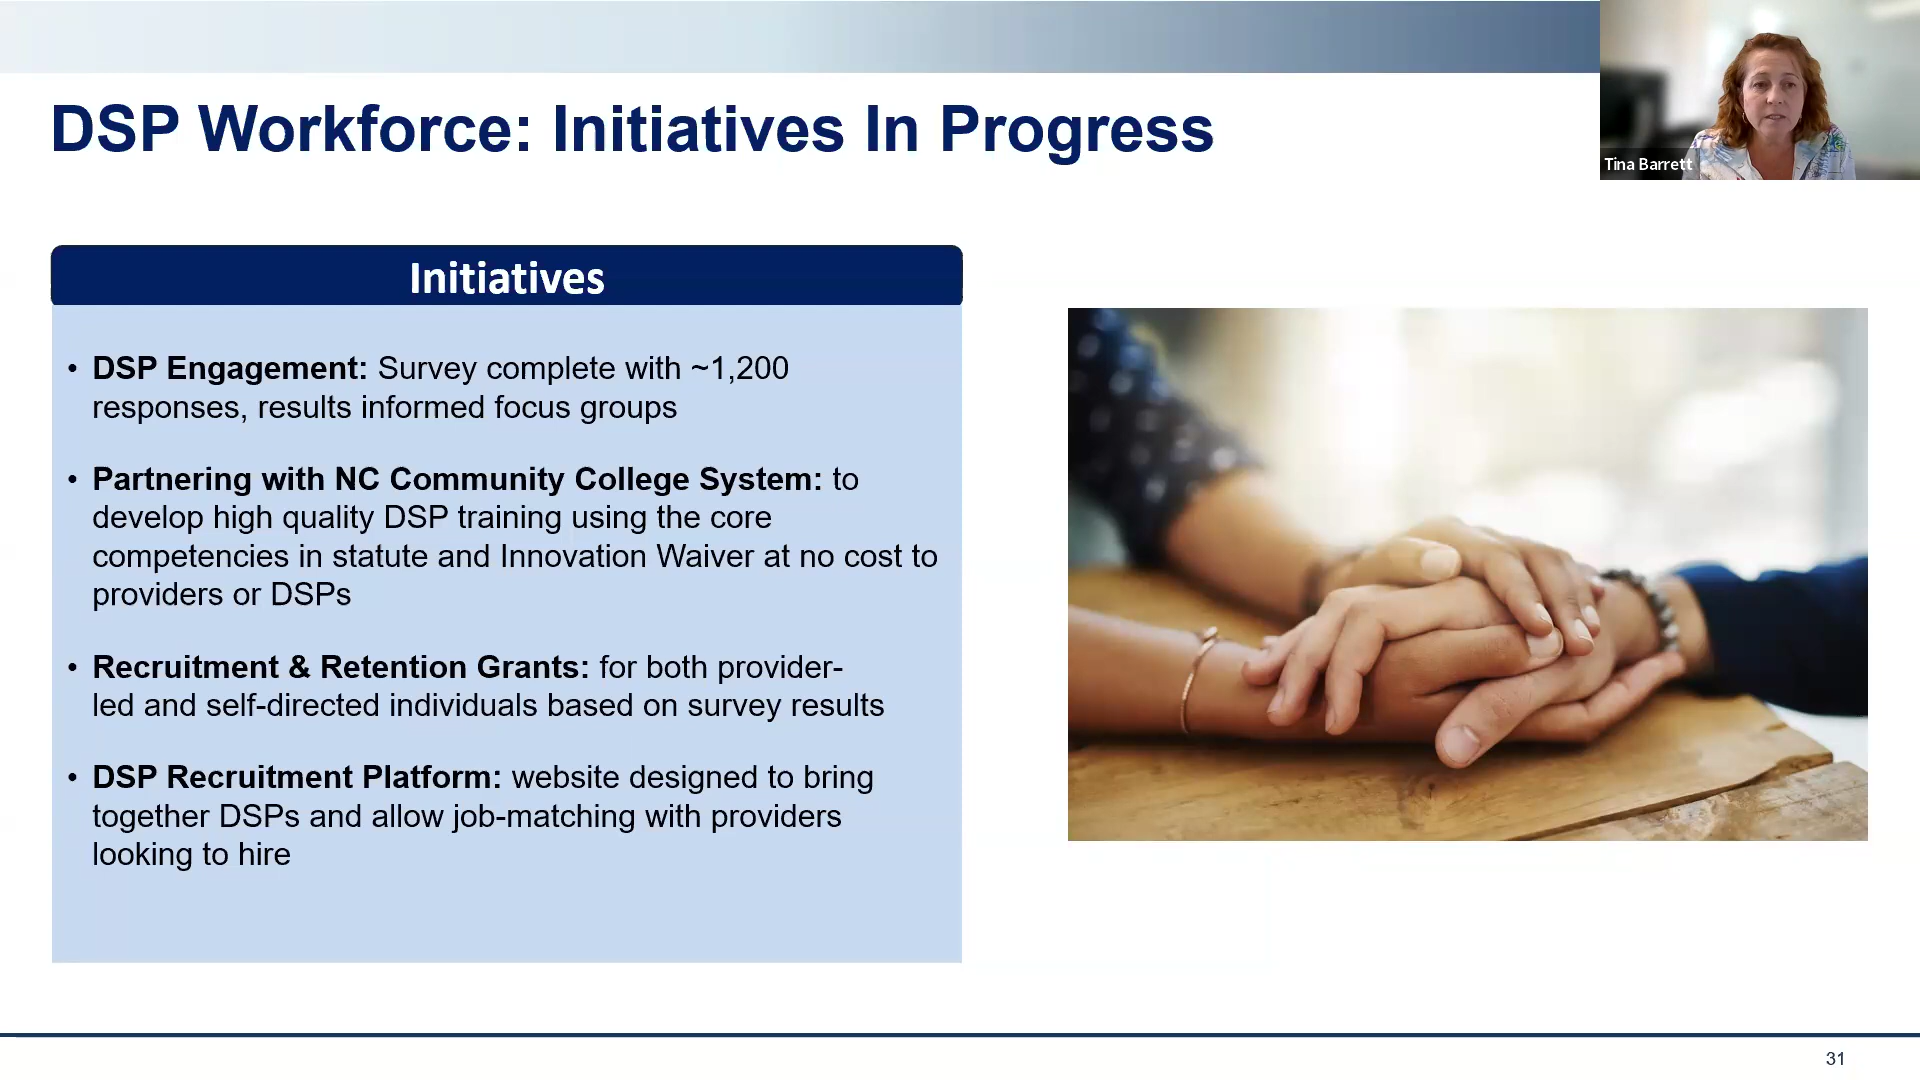 DSP Workforce: Initiatives In Progress
Tina Barrett
Initiatives
• DSP Engagement: Survey complete with ~1,200
responses, results informed focus groups
• Partnering with NC Community College System: to
develop high quality DSP training using the core
competencies in statute and Innovation Waiver at no cost to
providers or DSPs
• Recruitment & Retention Grants: for both provider-
led and self-directed individuals based on survey results
• DSP Recruitment Platform: website designed to bring
together DSPs and allow job-matching with providers
looking to hire
31